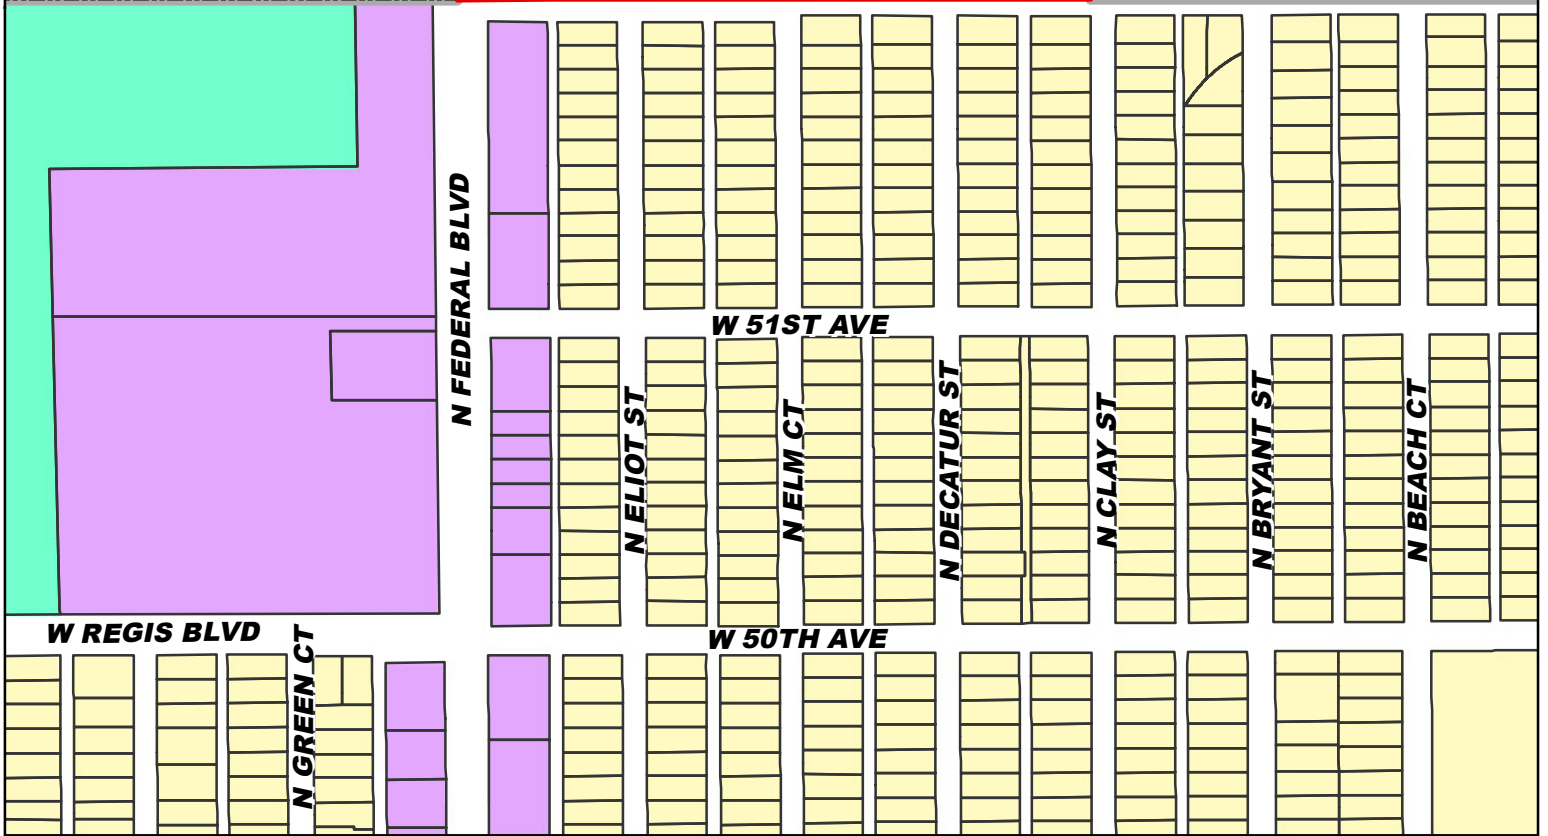 N FEDERAL BLVD
W 51ST AVE
N ELIOT ST
N ELM CT
N DECATUR ST
N CLAY ST
N BRYANT ST
N BEACH CT
W REGIS BLVD
N GREEN CT
W 50TH AVE